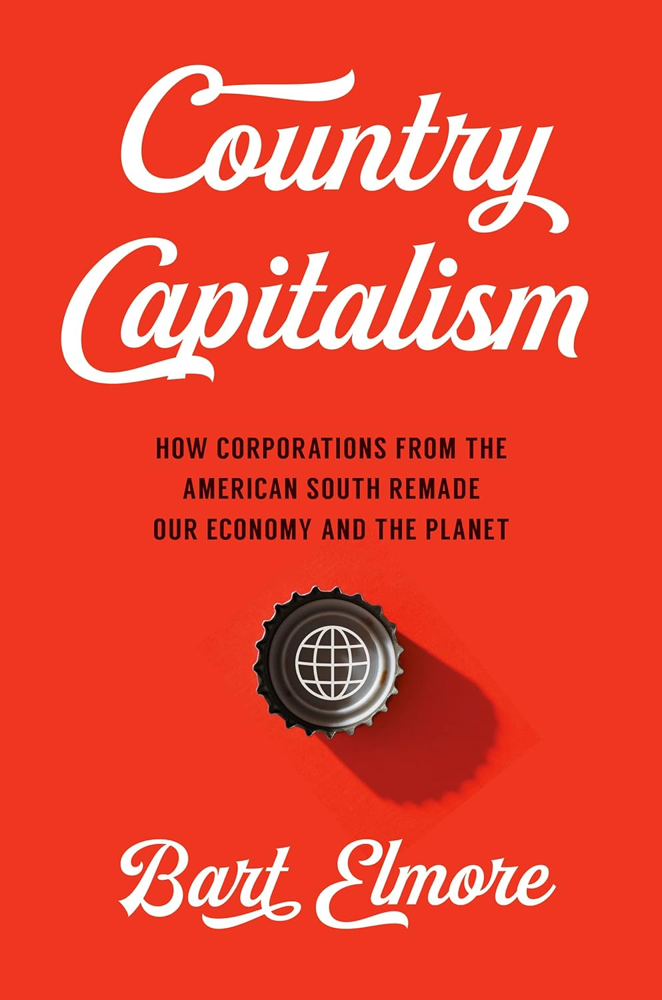 Country
Capitalism
HOW CORPORATIONS FROM THE
AMERICAN SOUTH REMADE
OUR ECONOMY AND THE PLANET
Bart Elmore